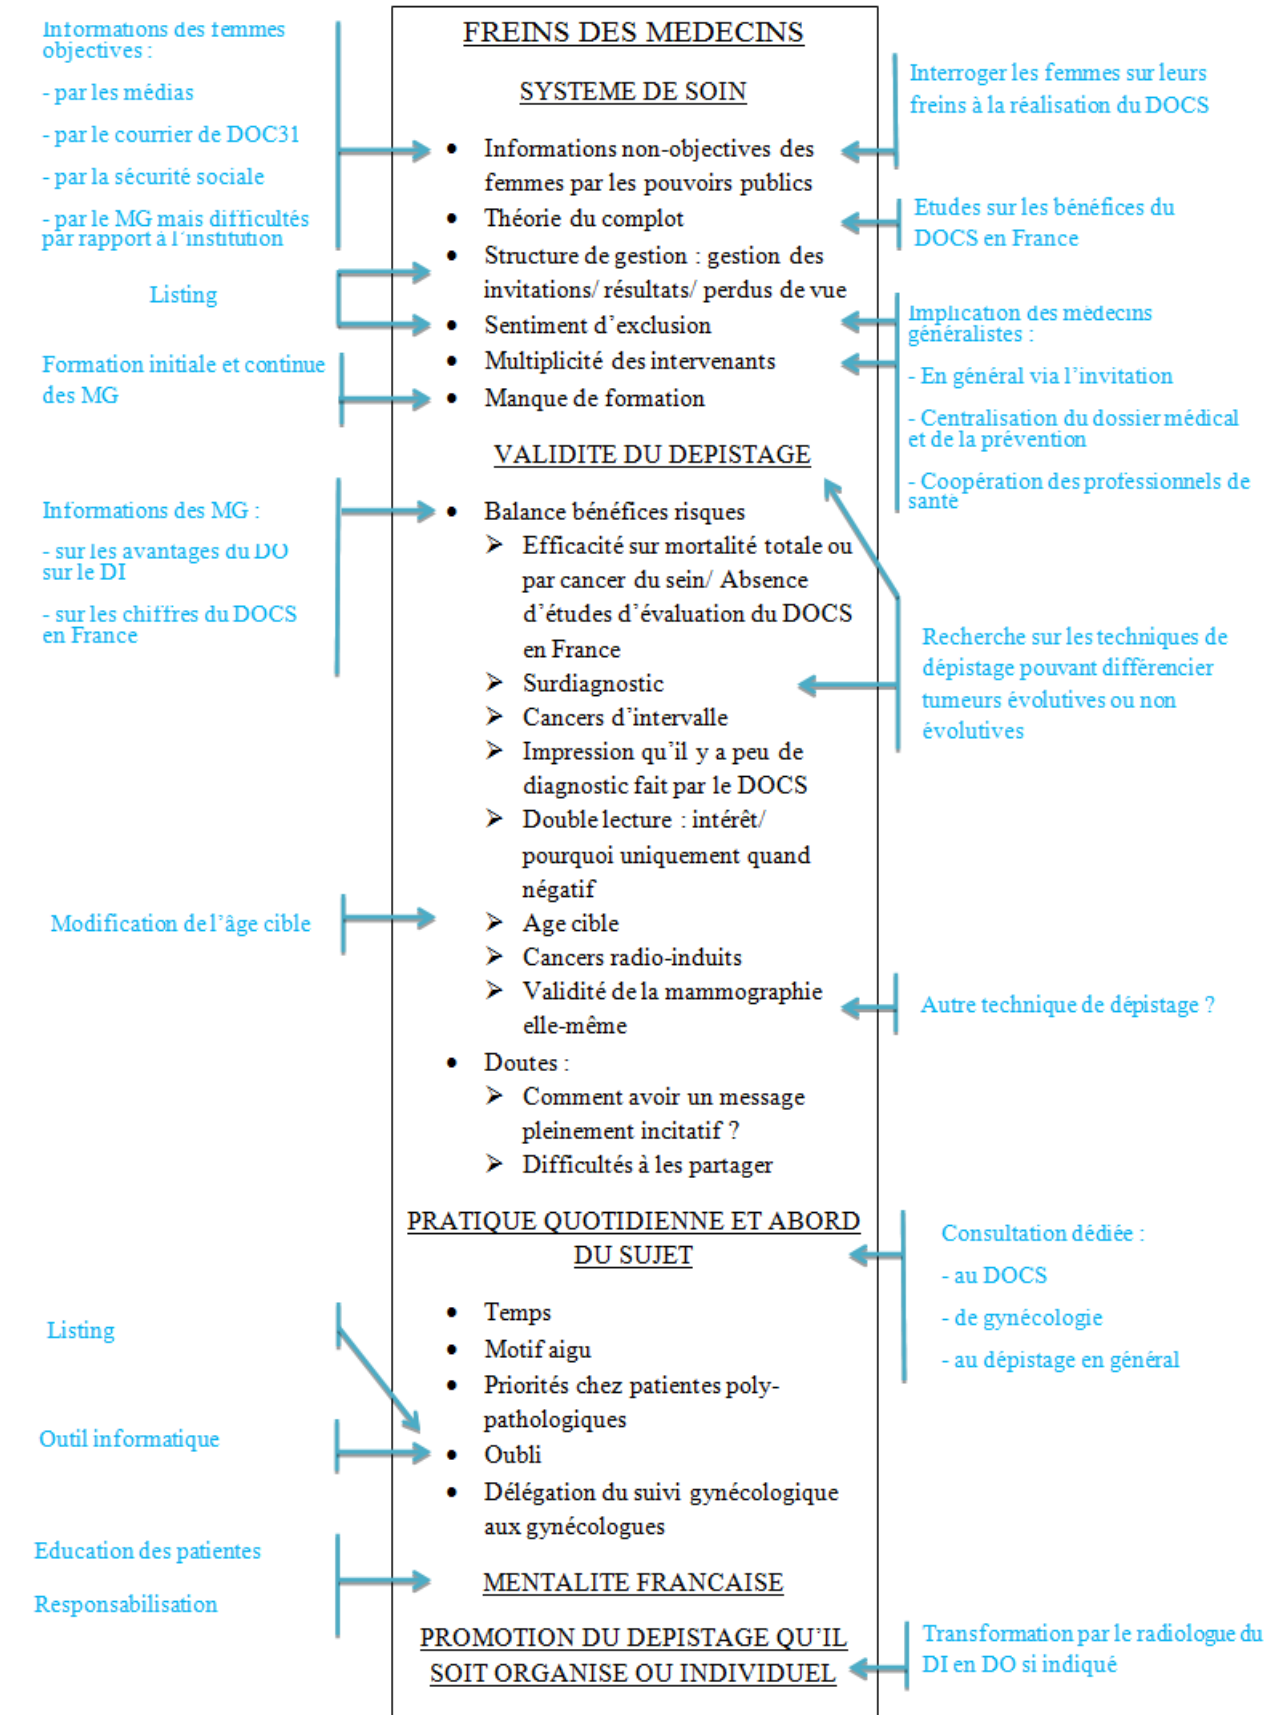 Informations des femmes
objectives :
- par les médias
- par le courrier de DOC31
- par la sécurité sociale
- par le MG mais difficultés
par rapport à l'institution
Listing
Formation initiale et continue
des MG
Informations des MG :
- sur les avantages du DO
sur le DI
- sur les chiffres du DOCS
en France
Modification de l'âge cible
Listing
Outil informatique
Education des patientes
Responsabilisation
FREINS DES MEDECINS
SYSTEME DE SOIN
• Informations non-objectives des
femmes par les pouvoirs publics
• Théorie du complot
• Structure de gestion : gestion des
invitations/ résultats/ perdus de vue
• Sentiment d'exclusion
• Multiplicité des intervenants
• Manque de formation
VALIDITE DU DEPISTAGE
• Balance bénéfices risques
➢ Efficacité sur mortalité totale ou
par cancer du sein/ Absence
d'études d'évaluation du DOCS
en France
➢ Surdiagnostic
➢ Cancers d'intervalle
➢ Impression qu'il y a peu de
diagnostic fait par le DOCS
➢ Double lecture : intérêt/
pourquoi uniquement quand
négatif
➢ Age cible
➢ Cancers radio-induits
➢ Validité de la mammographie
elle-même
• Doutes :
➢ Comment avoir un message
pleinement incitatif ?
➢ Difficultés à les partager
PRATIQUE QUOTIDIENNE ET ABORD
DU SUJET
• Temps
• Motif aigu
• Priorités chez patientes poly-
pathologiques
• Oubli
• Délégation du suivi gynécologique
aux gynécologues
MENTALITE FRANCAISE
PROMOTION DU DEPISTAGE QU'IL
SOIT ORGANISE OU INDIVIDUEL
Interroger les femmes sur leurs
freins à la réalisation du DOCS
Etudes sur les bénéfices du
DOCS en France
Implication des médecins
généralistes :
- En général via l'invitation
- Centralisation du dossier médical
et de la prévention
- Coopération des professionnels de
santé
Recherche sur les techniques de
dépistage pouvant différencier
tumeurs évolutives ou non
évolutives
Autre technique de dépistage ?
Consultation dédiée :
- au DOCS
- de gynécologie
- au dépistage en général
Transformation par le radiologue du
DI en DO si indiqué